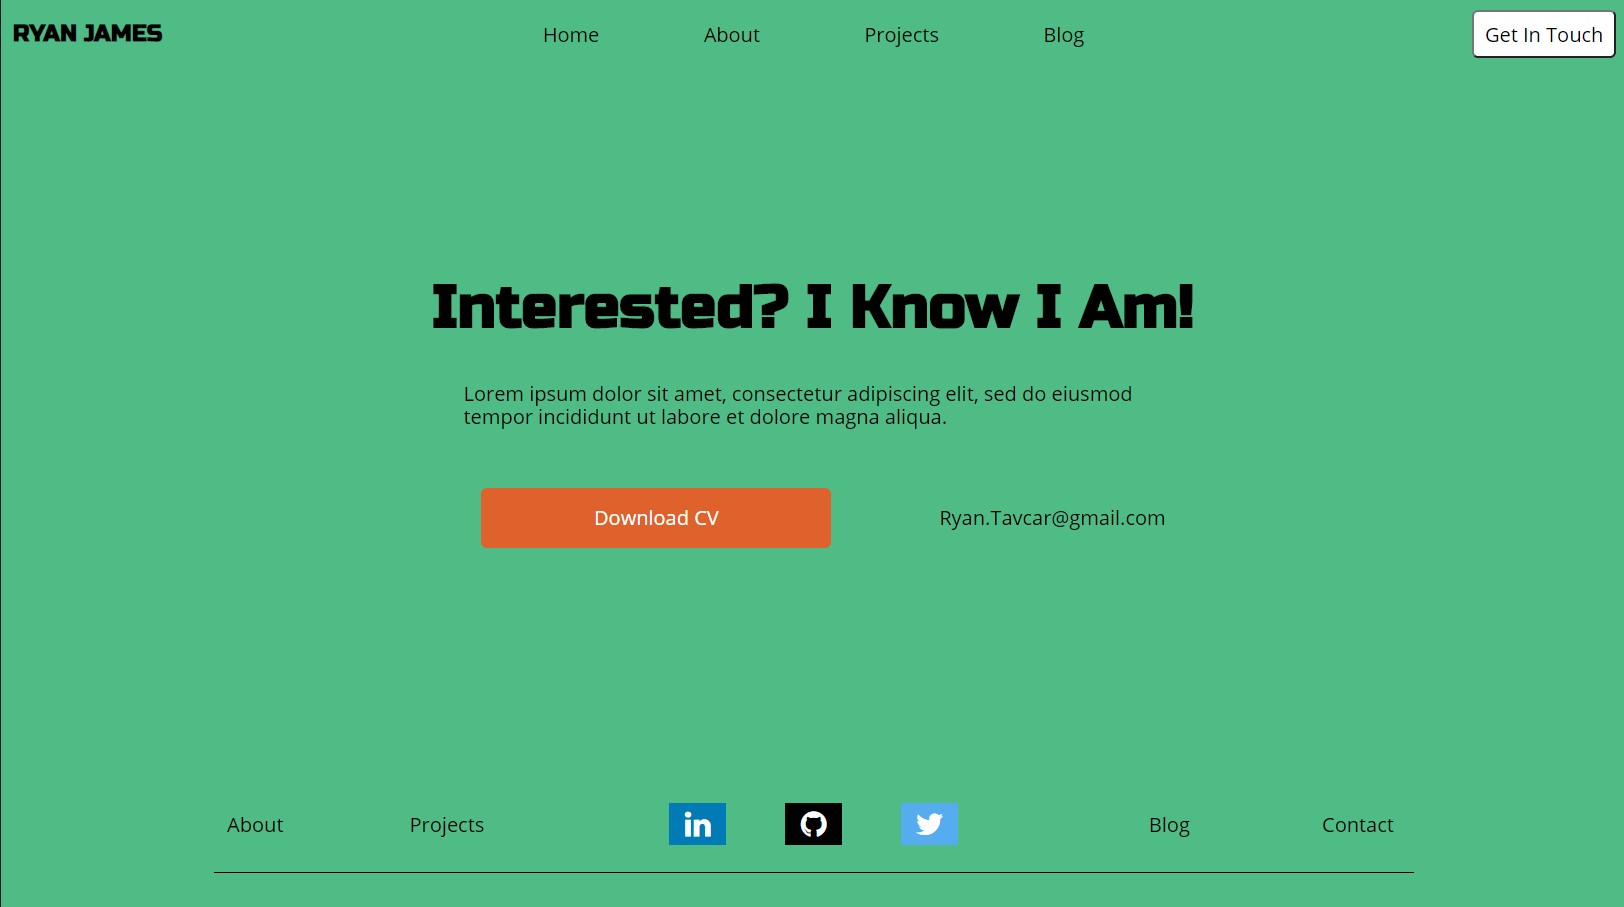 RYAN JAMES
Home
About
Projects
Blog
Get In Touch
Interested? I Know I Am!
Lorem ipsum dolor sit amet, consectetur adipiscing elit, sed do eiusmod
tempor incididunt ut labore et dolore magna aliqua.
Download CV
Ryan.Tavcar@gmail.com
About
Projects
in
Blog
Contact